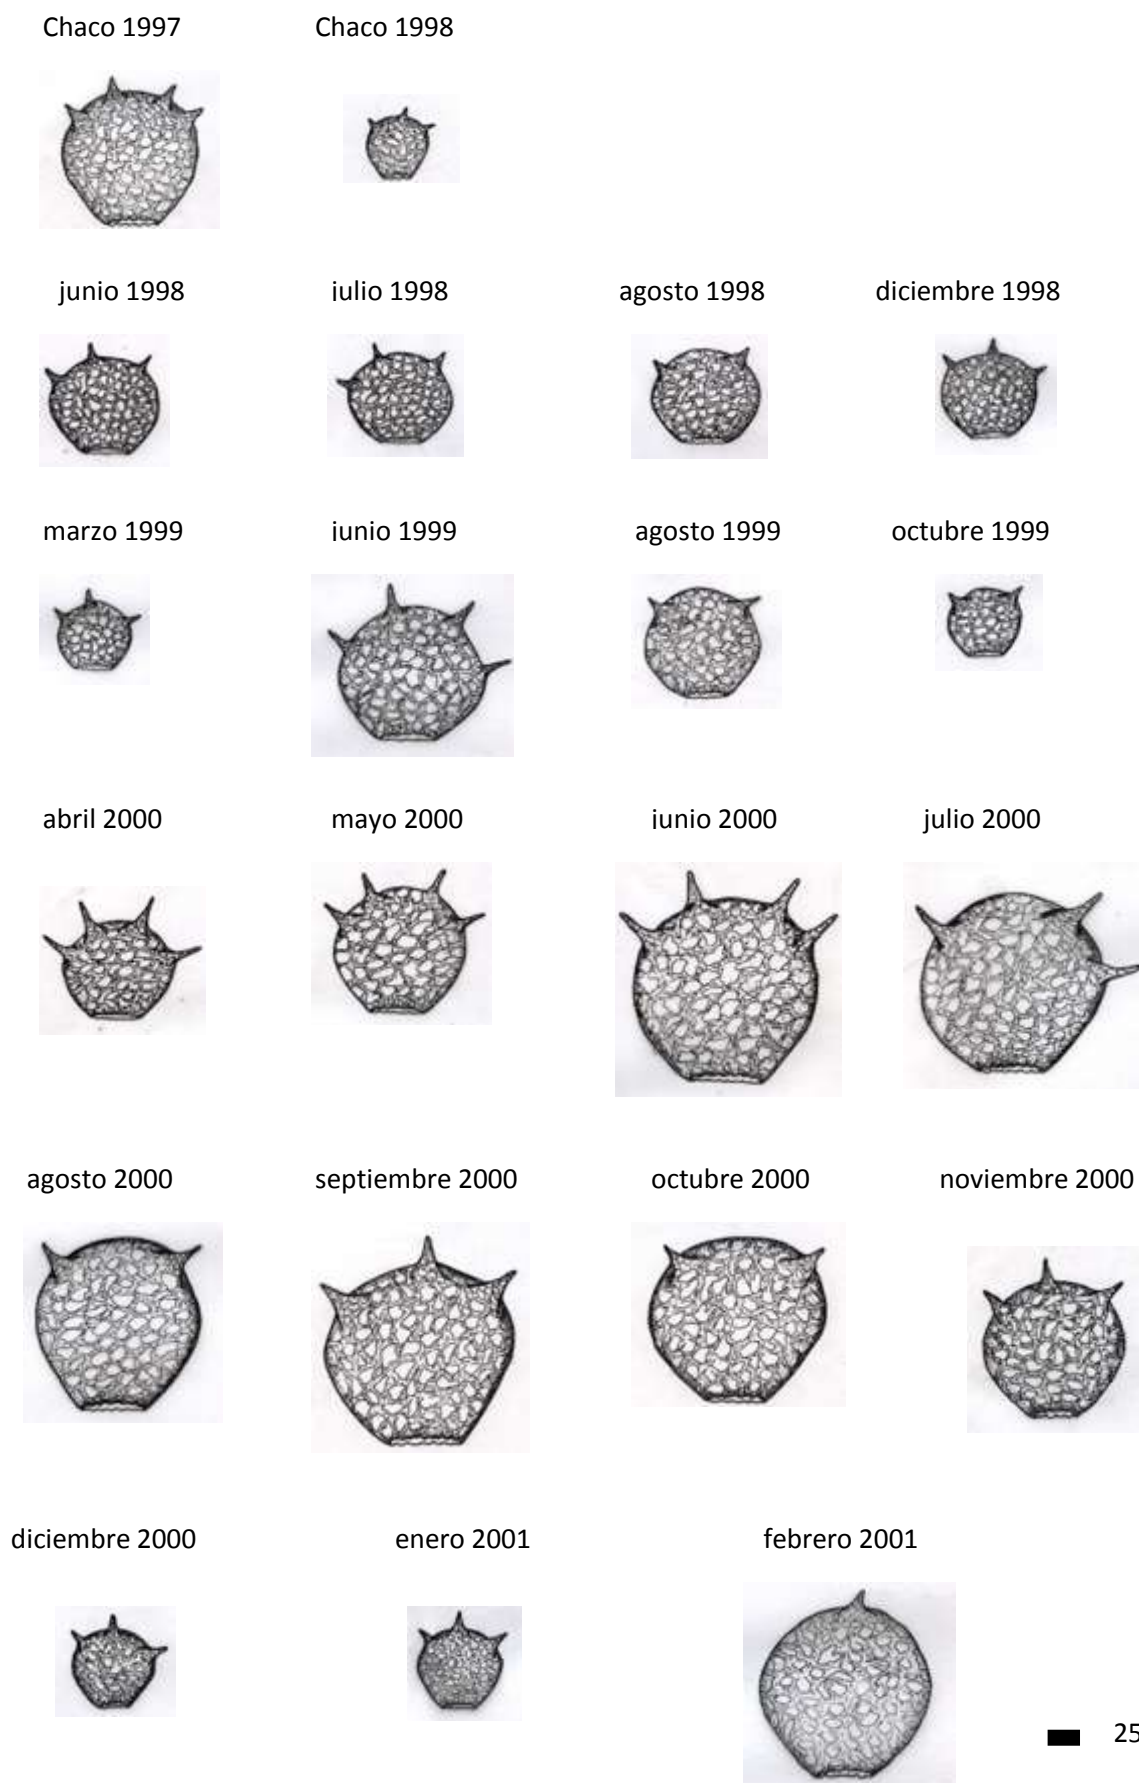 Chaco 1997 Chaco 1998
junio 1998 julio 1998 agosto 1998 diciembre 1998
marzo 1999 junio 1999 agosto 1999 octubre 1999
abril 2000 mayo 2000 junio 2000 julio 2000
agosto 2000 septiembre 2000 octubre 2000 noviembre 2000
diciembre 2000 enero 2001 febrero 2001
25